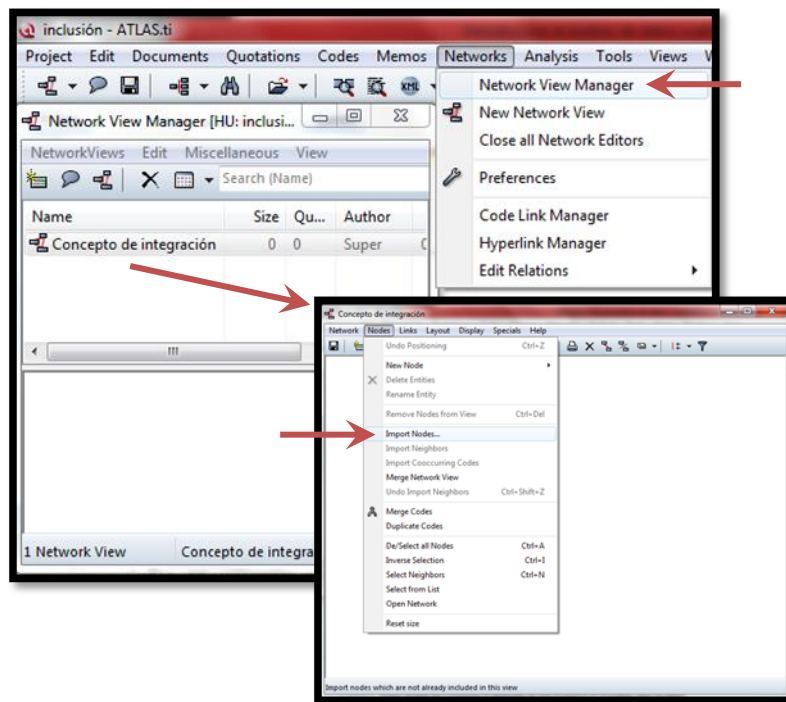 inclusión - ATLAS.ti
Project Edit Documents Quotations Codes Memos Networks Analysis Tools Views
Network View Manager
New Network View
Close all Network Editors
Preferences
Code Link Manager
Hyperlink Manager
Edit Relations
Network View Manager [HU: inclusi...
NetworkViews Edit Miscellaneous View
Search (Name)
Name Size Qu... Author
Concepto de integración 0 0 Super
1 Network View Concepto de integra
Concepto de integración
Network Nodes Links Layout Display Specials Help
Undo Positioning Ctrl+Z
New Node
Delete Entities
Rename Entity
Remove Nodes from View Ctrl+Del
Import Nodes...
Import Neighbors
Import Cooccurring Codes
Merge Network View
Undo Import Neighbors Ctrl+Shift+Z
Merge Codes
Duplicate Codes
De/Select all Nodes Ctrl+A
Inverse Selection Ctrl+I
Select Neighbors Ctrl+N
Select from List
Open Network
Reset size
Import nodes which are not already included in this view